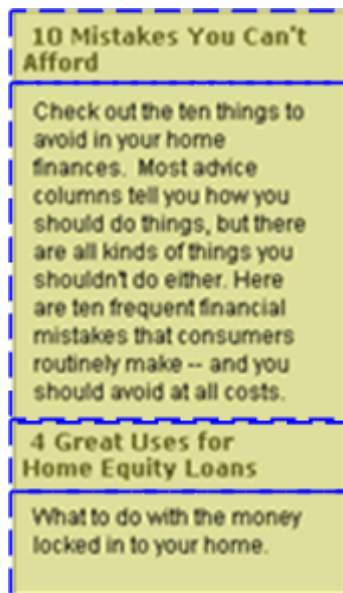 10 Mistakes You Can't
Afford
Check out the ten things to
avoid in your home
finances.  Most advice
columns tell you how you
should do things, but there
are all kinds of things you
shouldn't do either. Here
are ten frequent financial
mistakes that consumers
routinely make -- and you
should avoid at all costs.
4 Great Uses for
Home Equity Loans
What to do with the money
locked in to your home.